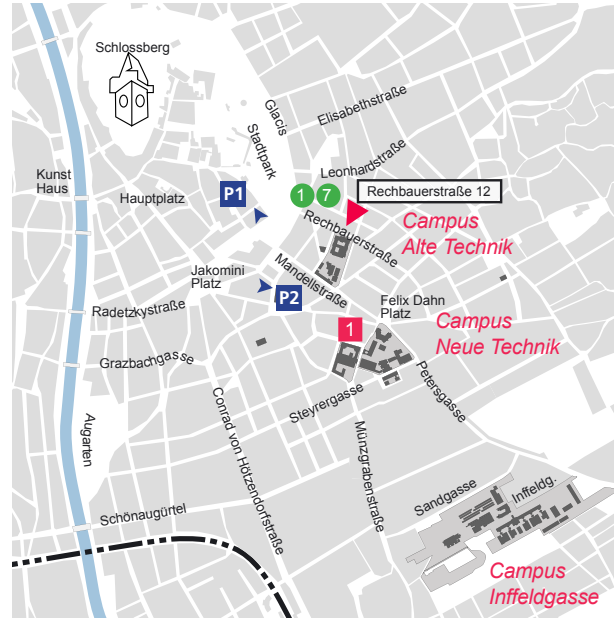 Schlossberg
Glacis
Elisabethstraße
Stadtpark
Leonhardstraße
Kunst
Haus
P1
1
7
Rechbauerstraße 12
Hauptplatz
Rechbauerstraße
Campus
Alte Technik
Jakomini
Platz
Mandellstraße
P2
Radetzkystraße
Felix Dahn
Platz
Campus
Neue Technik
1
Grazbachgasse
Petersgasse
Steyrergasse
Conrad von Hötzendorfstraße
Augarten
Münzgrabenstraße
Sandgasse
Inffeldg.
Schönaugürtel
Campus
Inffeldgasse